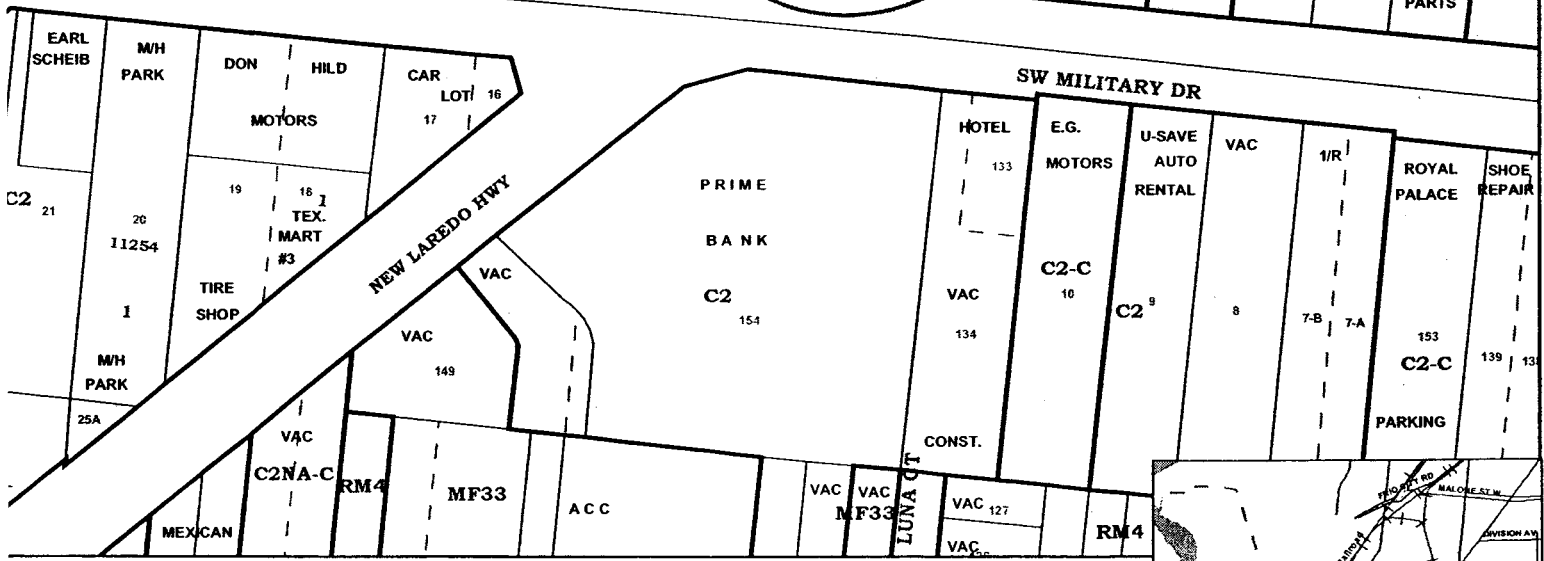 PARTS
SW MILITARY DR
EARL
SCHEIB
M/H
PARK
DON HILD
MOTORS
CAR
LOT
16
17
C2
21
20
11254
1
M/H
PARK
25A
19
TIRE
SHOP
18
1
TEX.
MART
#3
NEW LAREDO HWY
VAC
VAC
149
PRIME
BANK
C2
154
HOTEL
133
VAC
134
CONST.
E.G.
MOTORS
C2-C
10
U-SAVE
AUTO
RENTAL
C2
9
VAC
8
1/R
7-B
7-A
ROYAL
PALACE
153
C2-C
PARKING
SHOE
REPAIR
139
VAC
C2NA-C
MEXICAN
RM4
MF33
ACC
VAC
VAC
MF33
LUNA CT
VAC 127
VAC
RM4
MALONE ST W
DIVISION AV